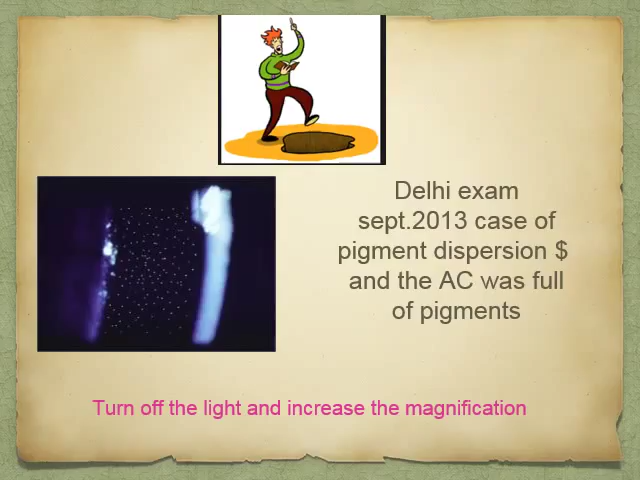 Delhi exam
sept.2013 case of
pigment dispersion $
and the AC was full
of pigments
Turn off the light and increase the magnification